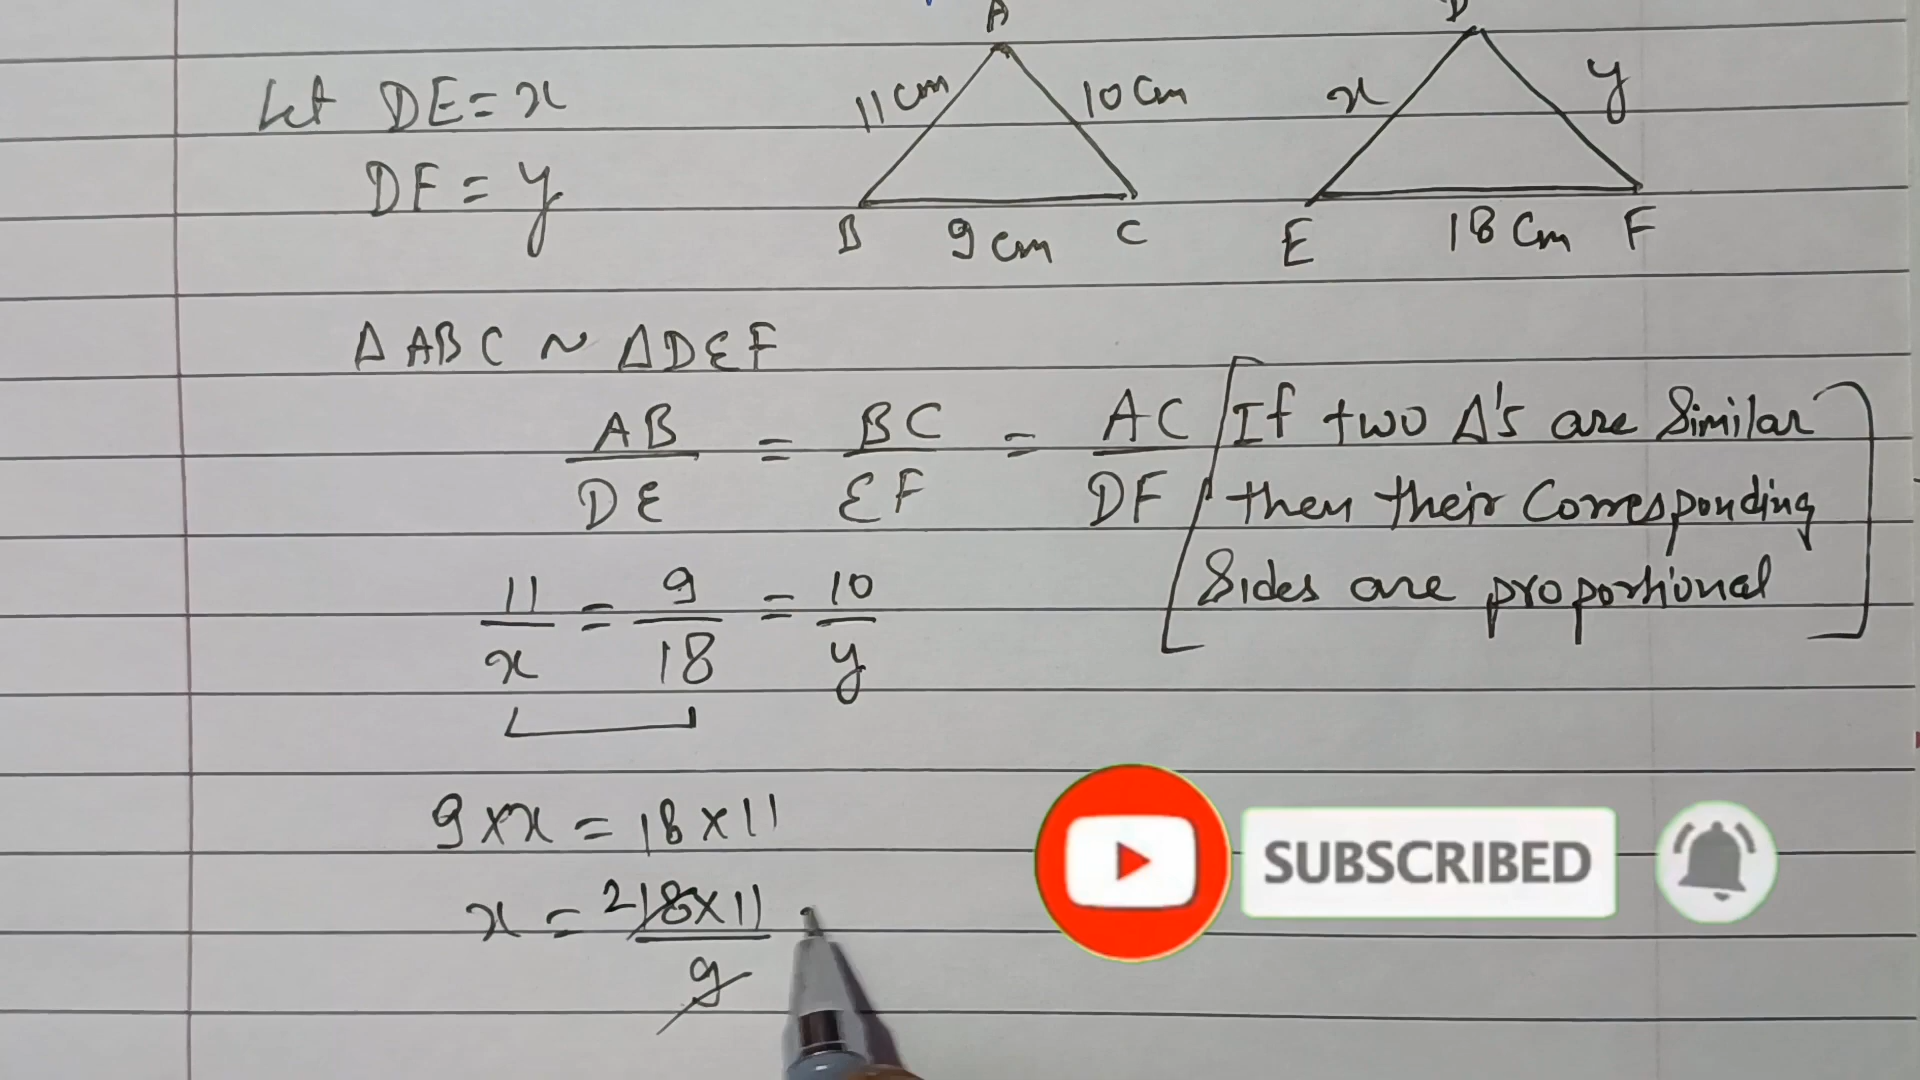 Let DE = x
DF = y
A
11 cm
10 Cm
B
9 cm
C
D
x
y
E
18 Cm
F
Δ ABC ~ ΔDEF
AB/DE = BC/EF = AC/DF
[If two Δ's are Similar
then their Corresponding
Sides are proportional]
11/x = 9/18 = 10/y
9 × x = 18 × 11
x = 2 18 × 11 / 9
SUBSCRIBED